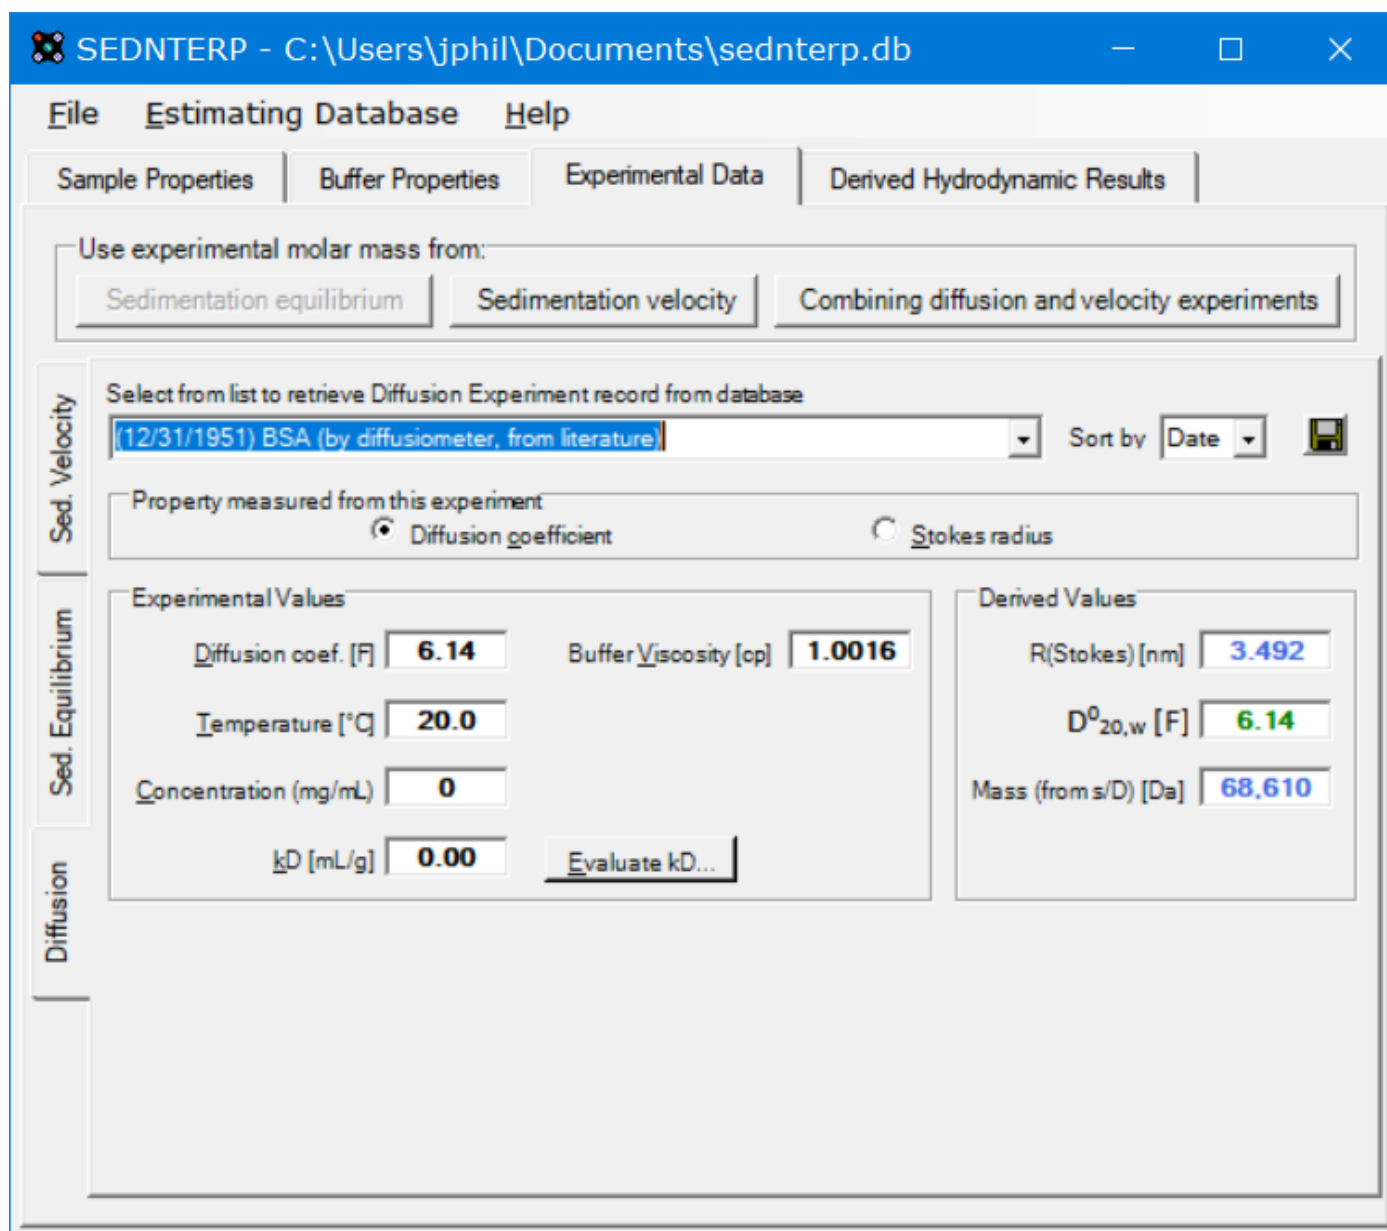 SEDNTERP - C:\Users\jphil\Documents\sednterp.db
File Estimating Database Help
Sample Properties Buffer Properties Experimental Data Derived Hydrodynamic Results
Use experimental molar mass from:
Sedimentation equilibrium Sedimentation velocity Combining diffusion and velocity experiments
Sed. Velocity
Sed. Equilibrium
Diffusion
Select from list to retrieve Diffusion Experiment record from database
(12/31/1951) BSA (by diffusiometer, from literature) Sort by Date
Property measured from this experiment
Diffusion coefficient Stokes radius
Experimental Values
Diffusion coef. [F] 6.14 Buffer Viscosity [cp] 1.0016
Temperature [°C] 20.0
Concentration (mg/mL) 0
kD [mL/g] 0.00 Evaluate kD...
Derived Values
R(Stokes) [nm] 3.492
D⁰₂₀,w [F] 6.14
Mass (from s/D) [Da] 68,610